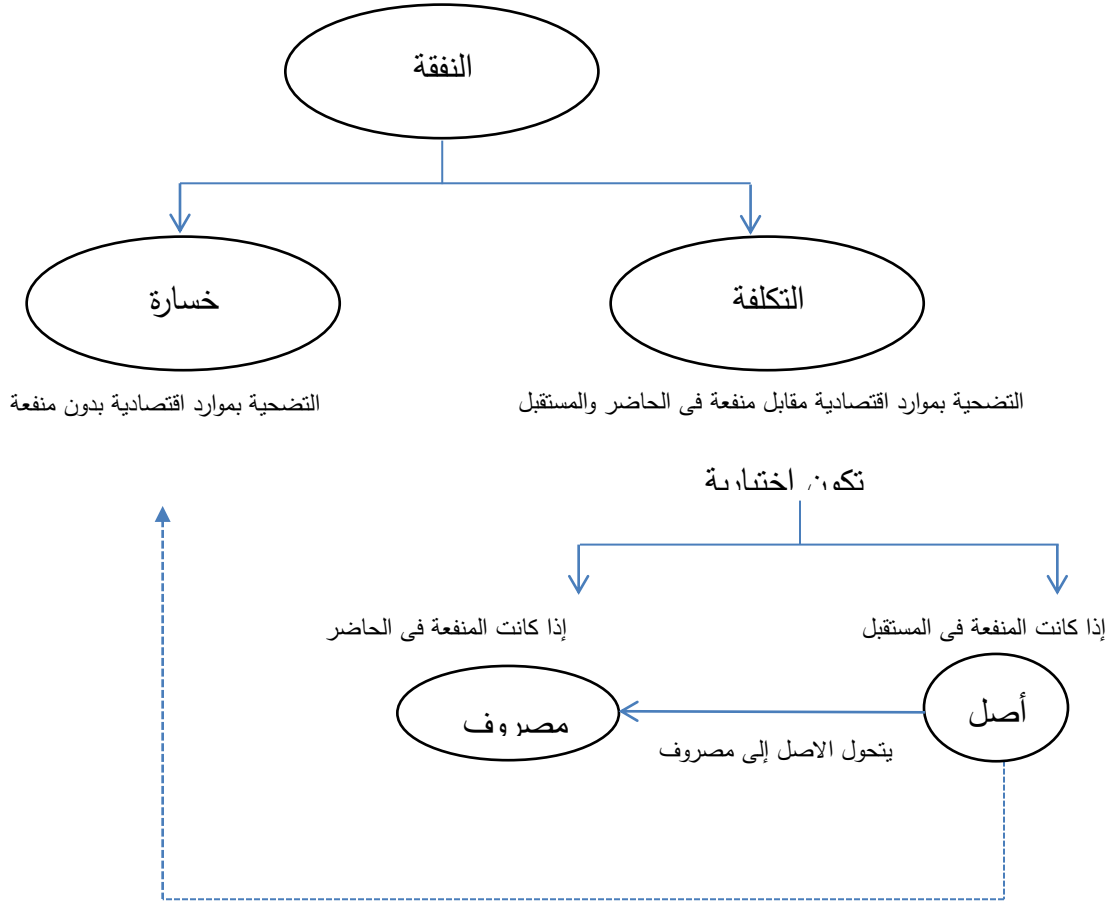 النفقة
التكلفة
خسارة
التضحية بموارد اقتصادية مقابل منفعة فى الحاضر والمستقبل
التضحية بموارد اقتصادية بدون منفعة
تكون اختيارية
إذا كانت المنفعة فى المستقبل
إذا كانت المنفعة فى الحاضر
أصل
مصروف
يتحول الاصل إلى مصروف